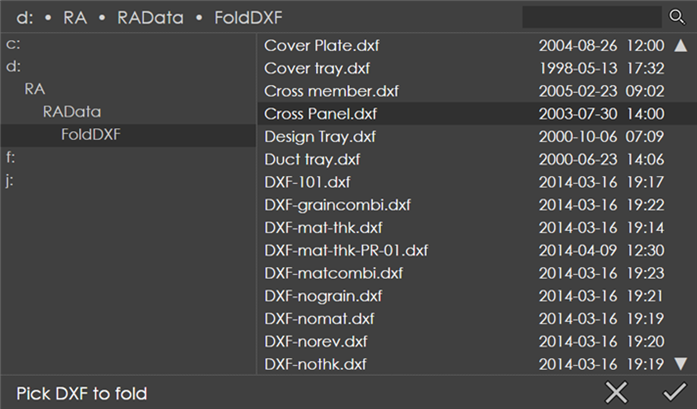 d: • RA • RAData • FoldDXF
c:
d:
RA
RAData
FoldDXF
f:
j:
Cover Plate.dxf 2004-08-26 12:00
Cover tray.dxf 1998-05-13 17:32
Cross member.dxf 2005-02-23 09:02
Cross Panel.dxf 2003-07-30 14:00
Design Tray.dxf 2000-10-06 07:09
Duct tray.dxf 2000-06-23 14:06
DXF-101.dxf 2014-03-16 19:17
DXF-graincombi.dxf 2014-03-16 19:22
DXF-mat-thk.dxf 2014-03-16 19:14
DXF-mat-thk-PR-01.dxf 2014-04-09 12:30
DXF-matcombi.dxf 2014-03-16 19:23
DXF-nograin.dxf 2014-03-16 19:21
DXF-nomat.dxf 2014-03-16 19:19
DXF-norev.dxf 2014-03-16 19:20
DXF-nothk.dxf 2014-03-16 19:19
Pick DXF to fold